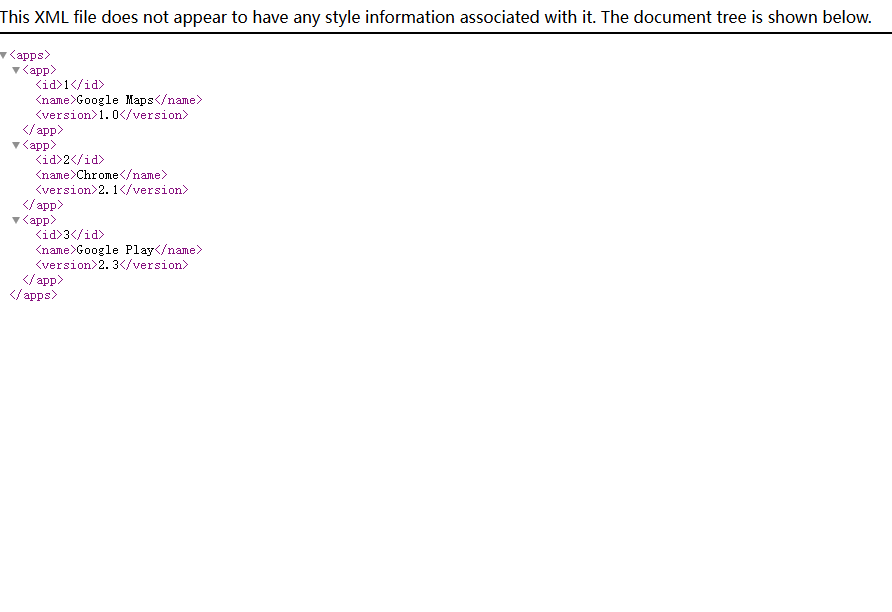 This XML file does not appear to have any style information associated with it. The document tree is shown below.
▼<apps>
▼<app>
<id>1</id>
<name>Google Maps</name>
<version>1.0</version>
</app>
▼<app>
<id>2</id>
<name>Chrome</name>
<version>2.1</version>
</app>
▼<app>
<id>3</id>
<name>Google Play</name>
<version>2.3</version>
</app>
</apps>